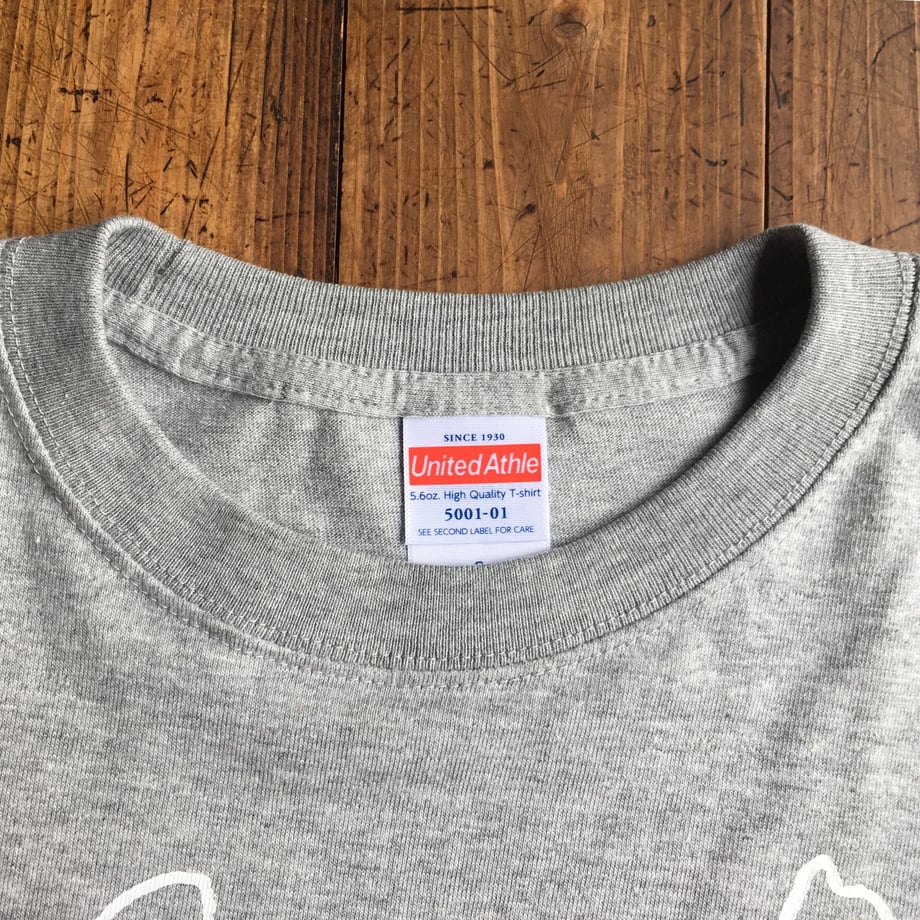 SINCE 1930
United Athle
5.6oz. High Quality T-shirt
5001-01
SEE SECOND LABEL FOR CARE